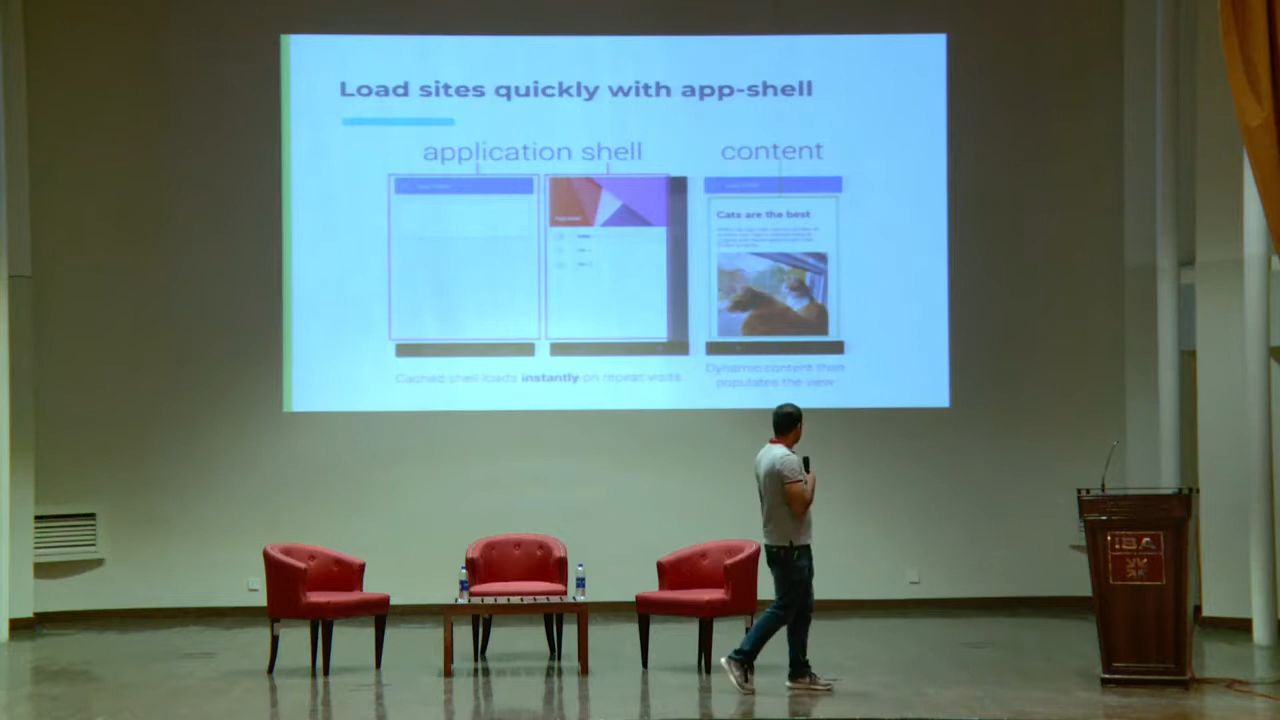 Load sites quickly with app-shell
application shell
content
Cats are the best
Cached shell loads instantly on repeat visits
Dynamic content then
populates the view
IBA